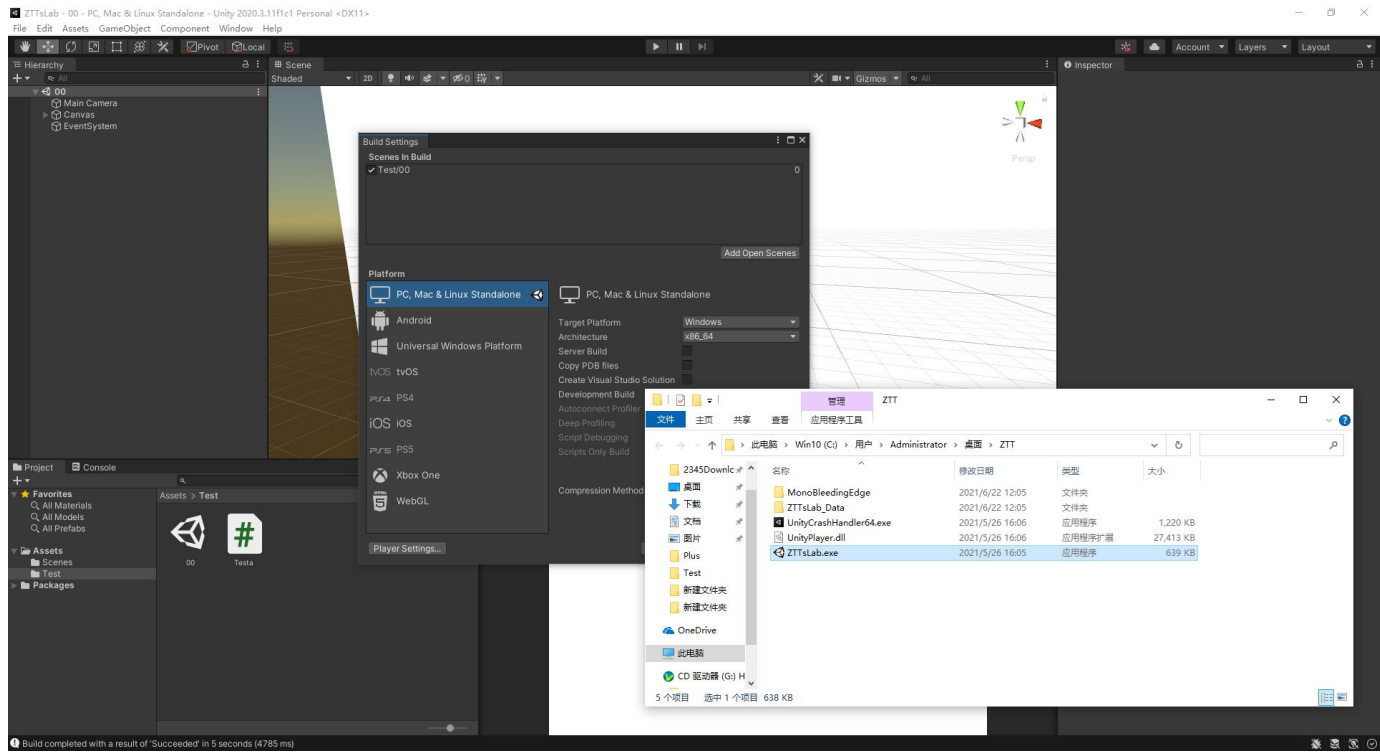 ZTTsLab - 00 - PC, Mac & Linux Standalone - Unity 2020.3.11f1c1 Personal <DX11>
File Edit Assets GameObject Component Window Help
Pivot Local Account Layers Layout
Hierarchy
All
00
Main Camera
Canvas
EventSystem
Scene
Shaded 2D 0 Gizmos All
Persp
Inspector
Build Settings
Scenes In Build
Test/00 0
Add Open Scenes
Platform
PC, Mac & Linux Standalone
Android
Universal Windows Platform
tvOS tvOS
PS4
iOS iOS
PS5
Xbox One
HTML 5 WebGL
Player Settings...
PC, Mac & Linux Standalone
Target Platform Windows
Architecture x86_64
Server Build
Copy PDB files
Create Visual Studio Solution
Development Build
Autoconnect Profiler
Deep Profiling
Script Debugging
Scripts Only Build
Compression Method
管理 ZTT
文件 主页 共享 查看 应用程序工具
此电脑 › Win10 (C:) › 用户 › Administrator › 桌面 › ZTT
2345Downlc
桌面
下载
文档
图片
Plus
Test
新建文件夹
新建文件夹
OneDrive
此电脑
CD 驱动器 (G:) H
名称 修改日期 类型 大小
MonoBleedingEdge 2021/6/22 12:05 文件夹
ZTTsLab_Data 2021/6/22 12:05 文件夹
UnityCrashHandler64.exe 2021/5/26 16:06 应用程序 1,220 KB
UnityPlayer.dll 2021/5/26 16:06 应用程序扩展 27,413 KB
ZTTsLab.exe 2021/5/26 16:05 应用程序 639 KB
5 个项目 选中 1 个项目 638 KB
Project Console
Favorites
All Materials
All Models
All Prefabs
Assets
Scenes
Test
Packages
Assets > Test
00 Testa
Build completed with a result of 'Succeeded' in 5 seconds (4785 ms)